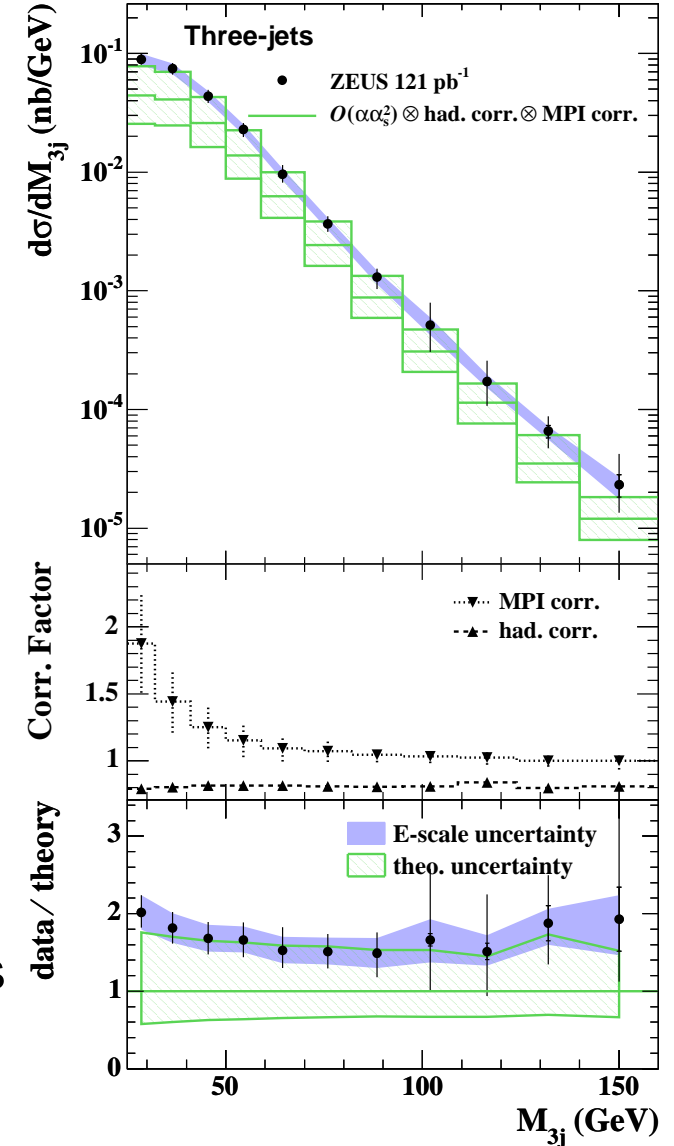 Three-jets
ZEUS 121 pb⁻¹
O(αα²ₛ) ⊗ had. corr. ⊗ MPI corr.
dσ/dM₃ⱼ (nb/GeV)
10⁻¹
10⁻²
10⁻³
10⁻⁴
10⁻⁵
MPI corr.
had. corr.
Corr. Factor
2
1.5
1
E-scale uncertainty
theo. uncertainty
data / theory
3
2
1
0
50 100 150
M₃ⱼ (GeV)